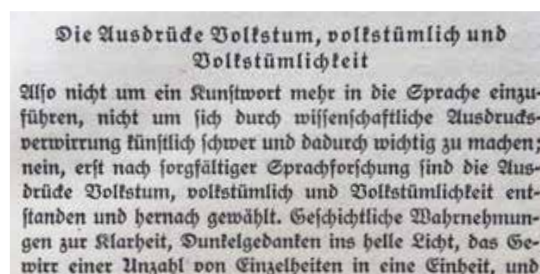 Die Ausdrücke Volkstum, volkstümlich und
Volkstümlichkeit
Also nicht um ein Kunstwort mehr in die Sprache einzu-
führen, nicht um sich durch wissenschaftliche Ausdrucks-
verwirrung künstlich schwer und dadurch wichtig zu machen;
nein, erst nach sorgfältiger Sprachforschung sind die Aus-
drücke Volkstum, volkstümlich und Volkstümlichkeit ent-
standen und hernach gewählt. Geschichtliche Wahrnehmun-
gen zur Klarheit, Dunkelgedanken ins helle Licht, das Ge-
wirr einer Unzahl von Einzelheiten in eine Einheit, und